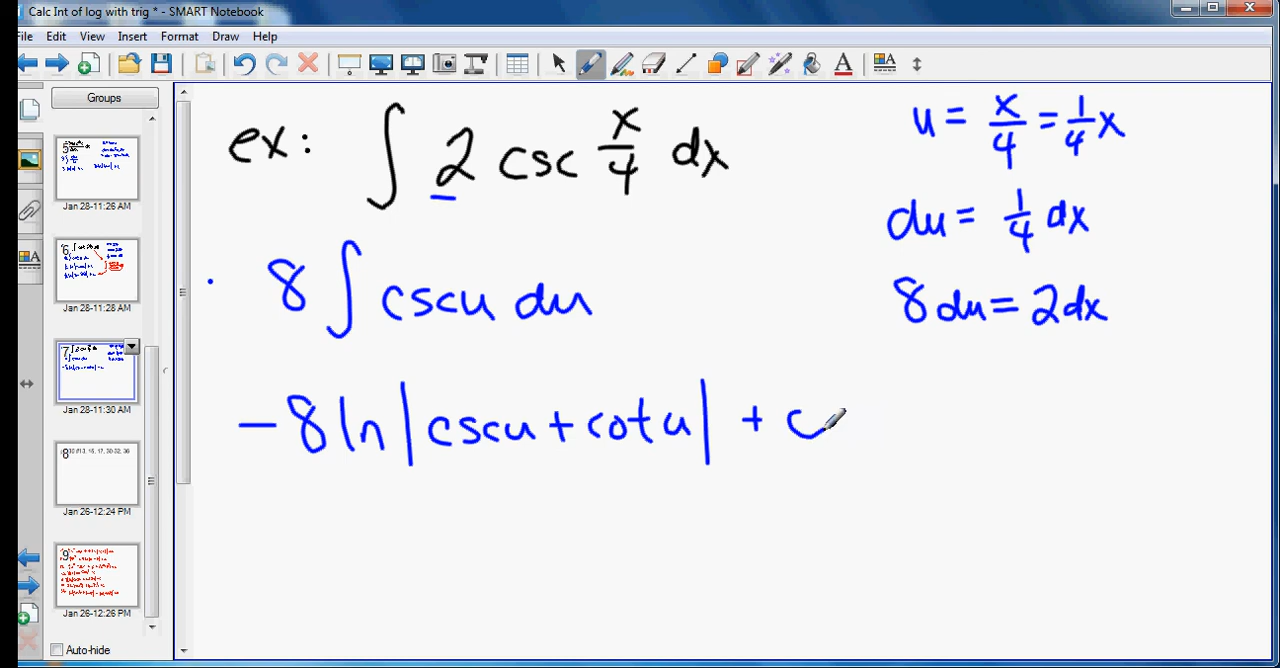 Calc Int of log with trig * - SMART Notebook
File Edit View Insert Format Draw Help
Groups
Jan 28-11:26 AM
Jan 28-11:28 AM
Jan 28-11:30 AM
Jan 26-12:24 PM
Jan 26-12:26 PM
Auto-hide
ex: ∫ 2 csc x/4 dx
8 ∫ csc u du
- 8 ln |csc u + cot u| + c
u = x/4 = 1/4 x
du = 1/4 dx
8 du = 2 dx